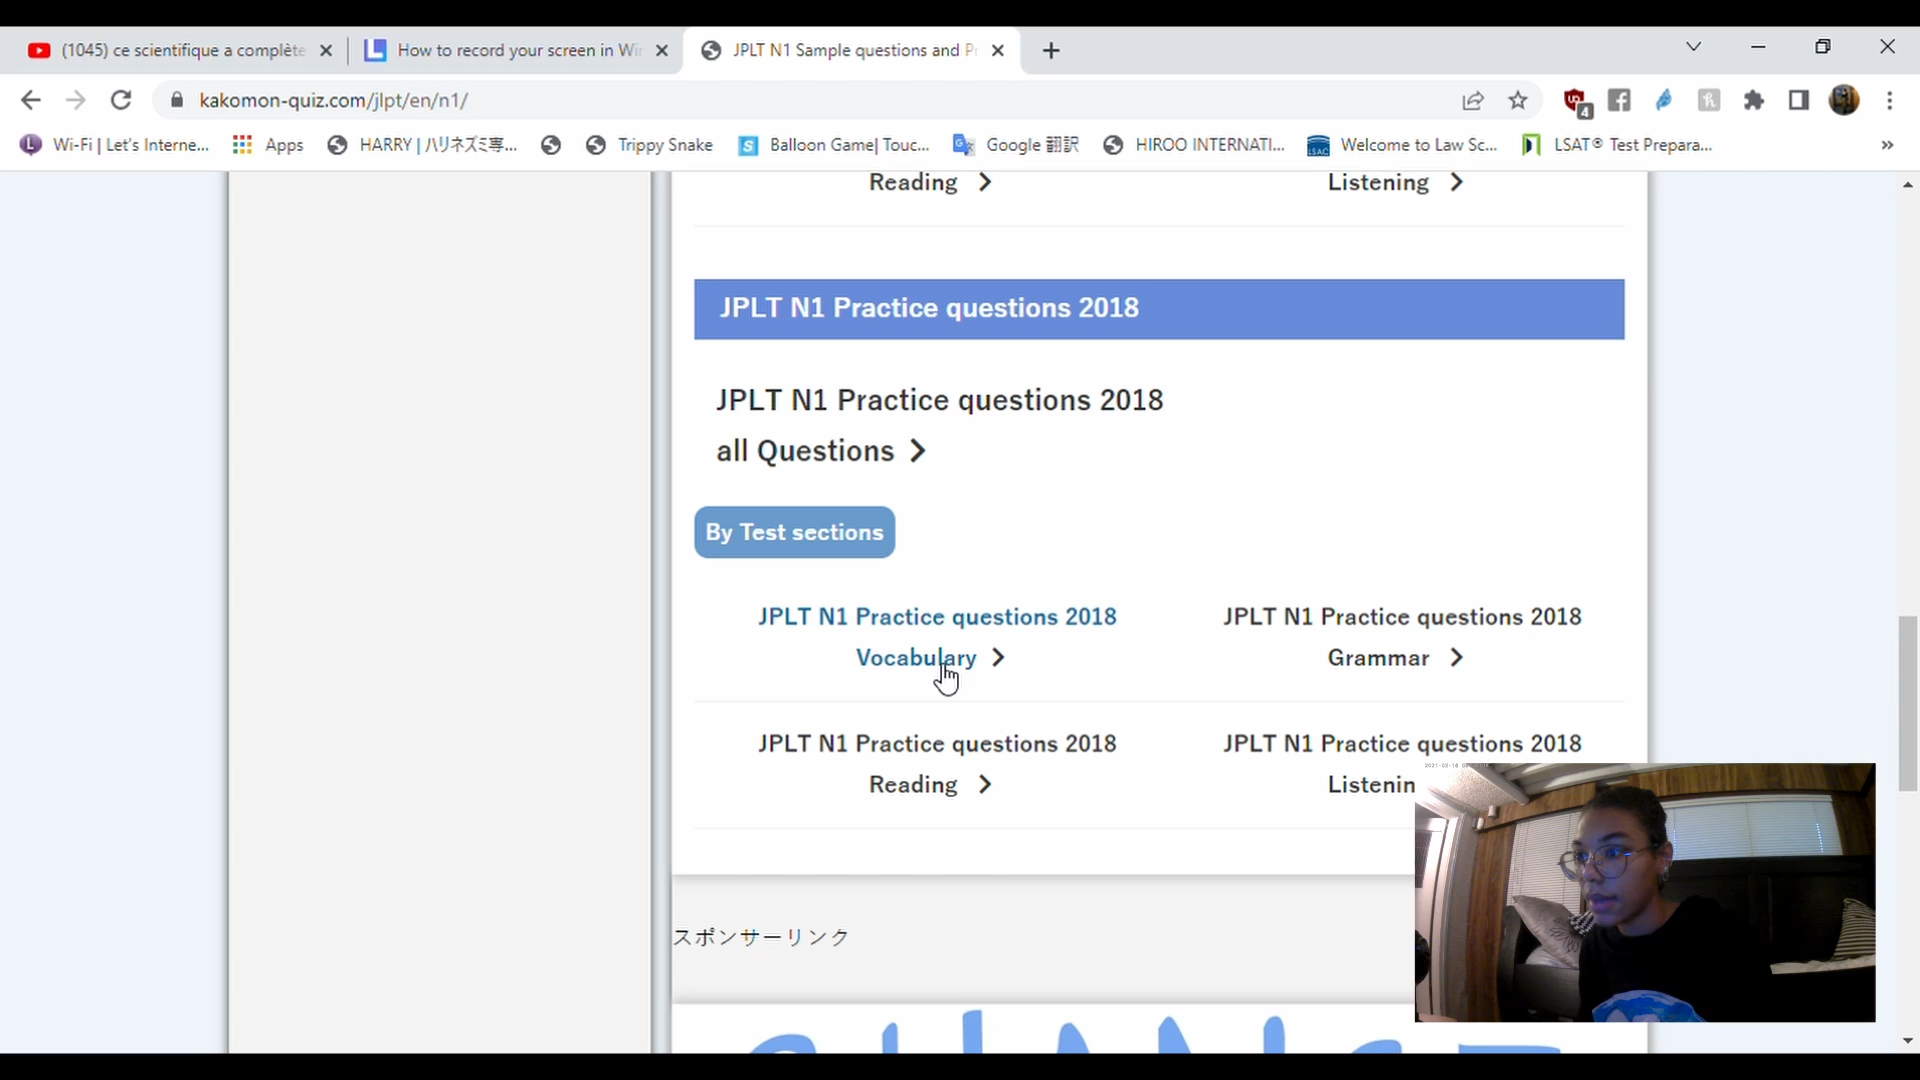 (1045) ce scientifique a complète
How to record your screen in Wi
JPLT N1 Sample questions and P
kakomon-quiz.com/jlpt/en/n1/
4
Wi-Fi | Let's Interne...
Apps
HARRY | ハリネズミ専...
Trippy Snake
Balloon Game| Touc...
Google 翻訳
HIROO INTERNATI...
Welcome to Law Sc...
LSAT® Test Prepara...
Reading
Listening
JPLT N1 Practice questions 2018
JPLT N1 Practice questions 2018
all Questions
By Test sections
JPLT N1 Practice questions 2018
Vocabulary
JPLT N1 Practice questions 2018
Grammar
JPLT N1 Practice questions 2018
Reading
JPLT N1 Practice questions 2018
Listenin
スポンサーリンク